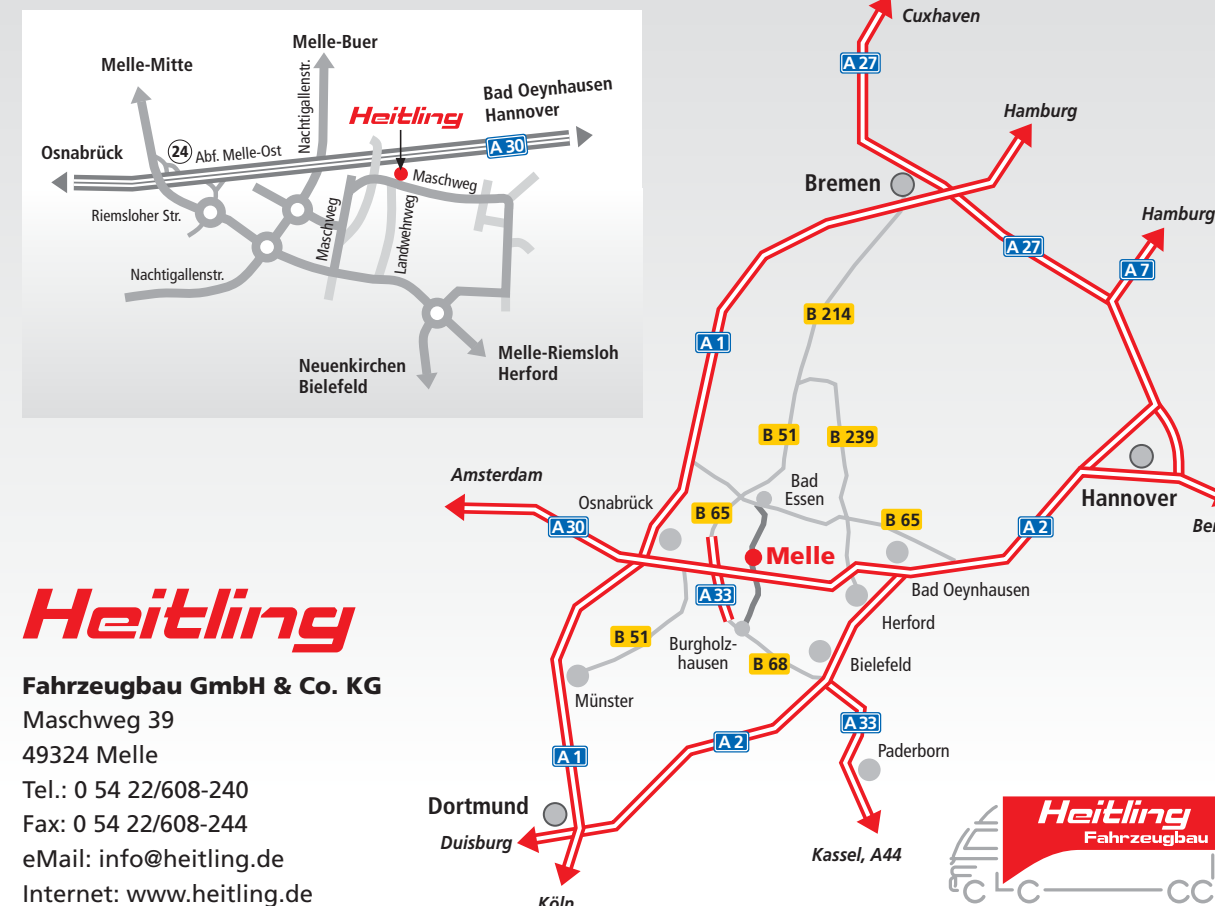 Melle-Buer
Melle-Mitte
Nachtigallenstr.
Bad Oeynhausen
Hannover
Heitling
A 30
Osnabrück
24
Abf. Melle-Ost
Maschweg
Riemsloher Str.
Maschweg
Landwehrweg
Nachtigallenstr.
Neuenkirchen
Bielefeld
Melle-Riemsloh
Herford
Cuxhaven
A 27
Hamburg
Bremen
Hamburg
A 27
A 7
B 214
A 1
B 51
B 239
Amsterdam
Osnabrück
Bad
Essen
Hannover
B 65
B 65
A 30
A 2
Melle
A 33
Bad Oeynhausen
Herford
B 51
Burgholz-
hausen
B 68
Bielefeld
Münster
A 33
A 2
A 1
Paderborn
Dortmund
Duisburg
Kassel, A44
Köln
Heitling
Fahrzeugbau GmbH & Co. KG
Maschweg 39
49324 Melle
Tel.: 0 54 22/608-240
Fax: 0 54 22/608-244
eMail: info@heitling.de
Internet: www.heitling.de
Heitling
Fahrzeugbau